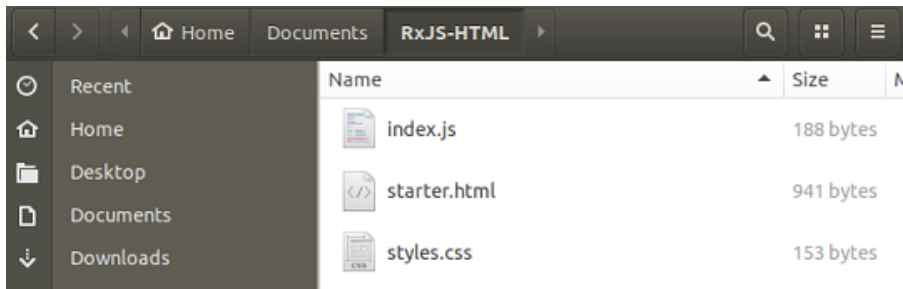 Home Documents RxJS-HTML
Recent
Home
Desktop
Documents
Downloads
Name Size
index.js 188 bytes
</> starter.html 941 bytes
CSS styles.css 153 bytes